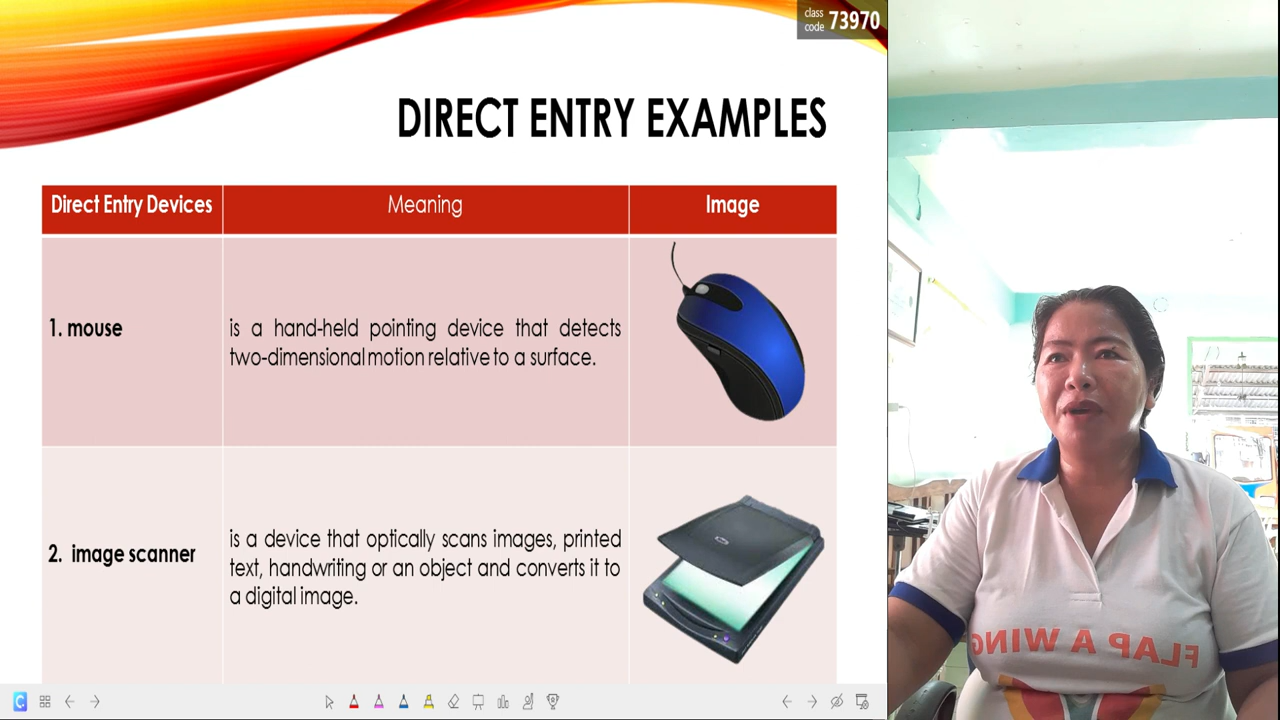 class
code 73970
DIRECT ENTRY EXAMPLES
Direct Entry Devices Meaning Image
1. mouse
is a hand-held pointing device that detects
two-dimensional motion relative to a surface.
2. image scanner
is a device that optically scans images, printed
text, handwriting or an object and converts it to
a digital image.
FLAP A WING